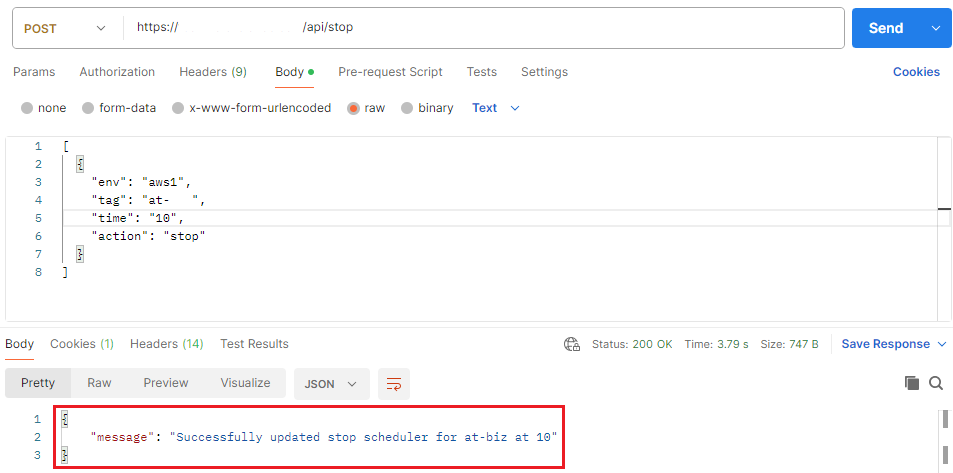 POST https:// /api/stop Send
Params Authorization Headers (9) Body Pre-request Script Tests Settings Cookies
none form-data x-www-form-urlencoded raw binary Text
1 [
2 {
3 "env": "aws1",
4 "tag": "at- ",
5 "time": "10",
6 "action": "stop"
7 }
8 ]
Body Cookies (1) Headers (14) Test Results Status: 200 OK Time: 3.79 s Size: 747 B Save Response
Pretty Raw Preview Visualize JSON
1 {
2 "message": "Successfully updated stop scheduler for at-biz at 10"
3 }